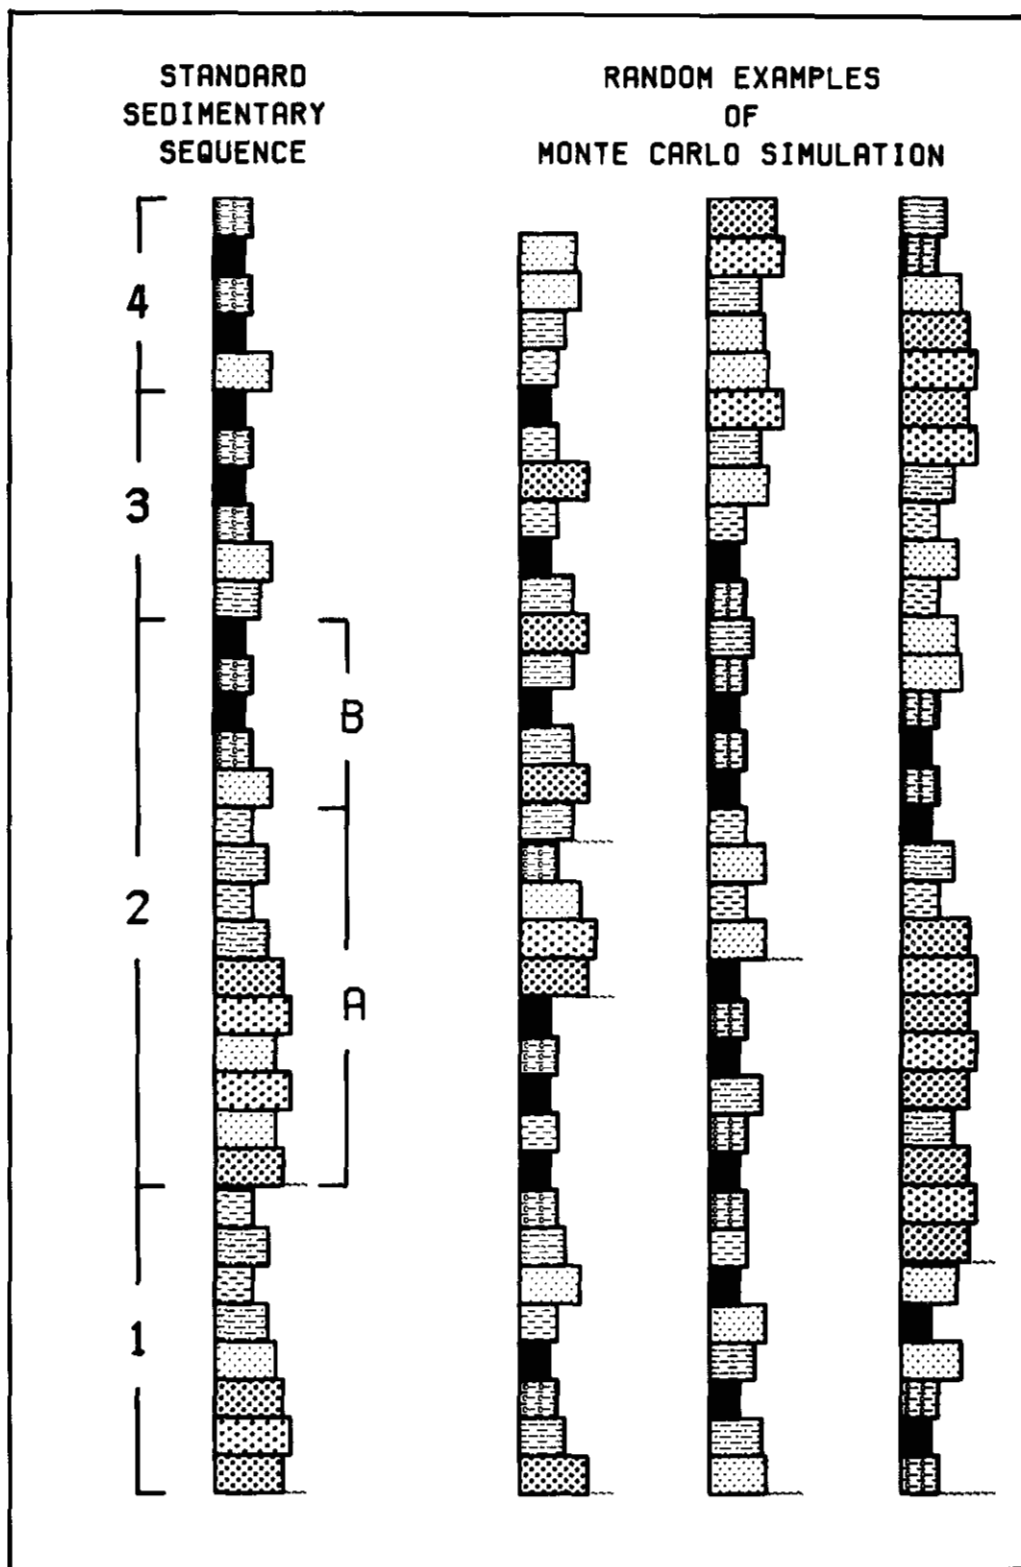 STANDARD
SEDIMENTARY
SEQUENCE
RANDOM EXAMPLES
OF
MONTE CARLO SIMULATION
4
3
B
2
A
1